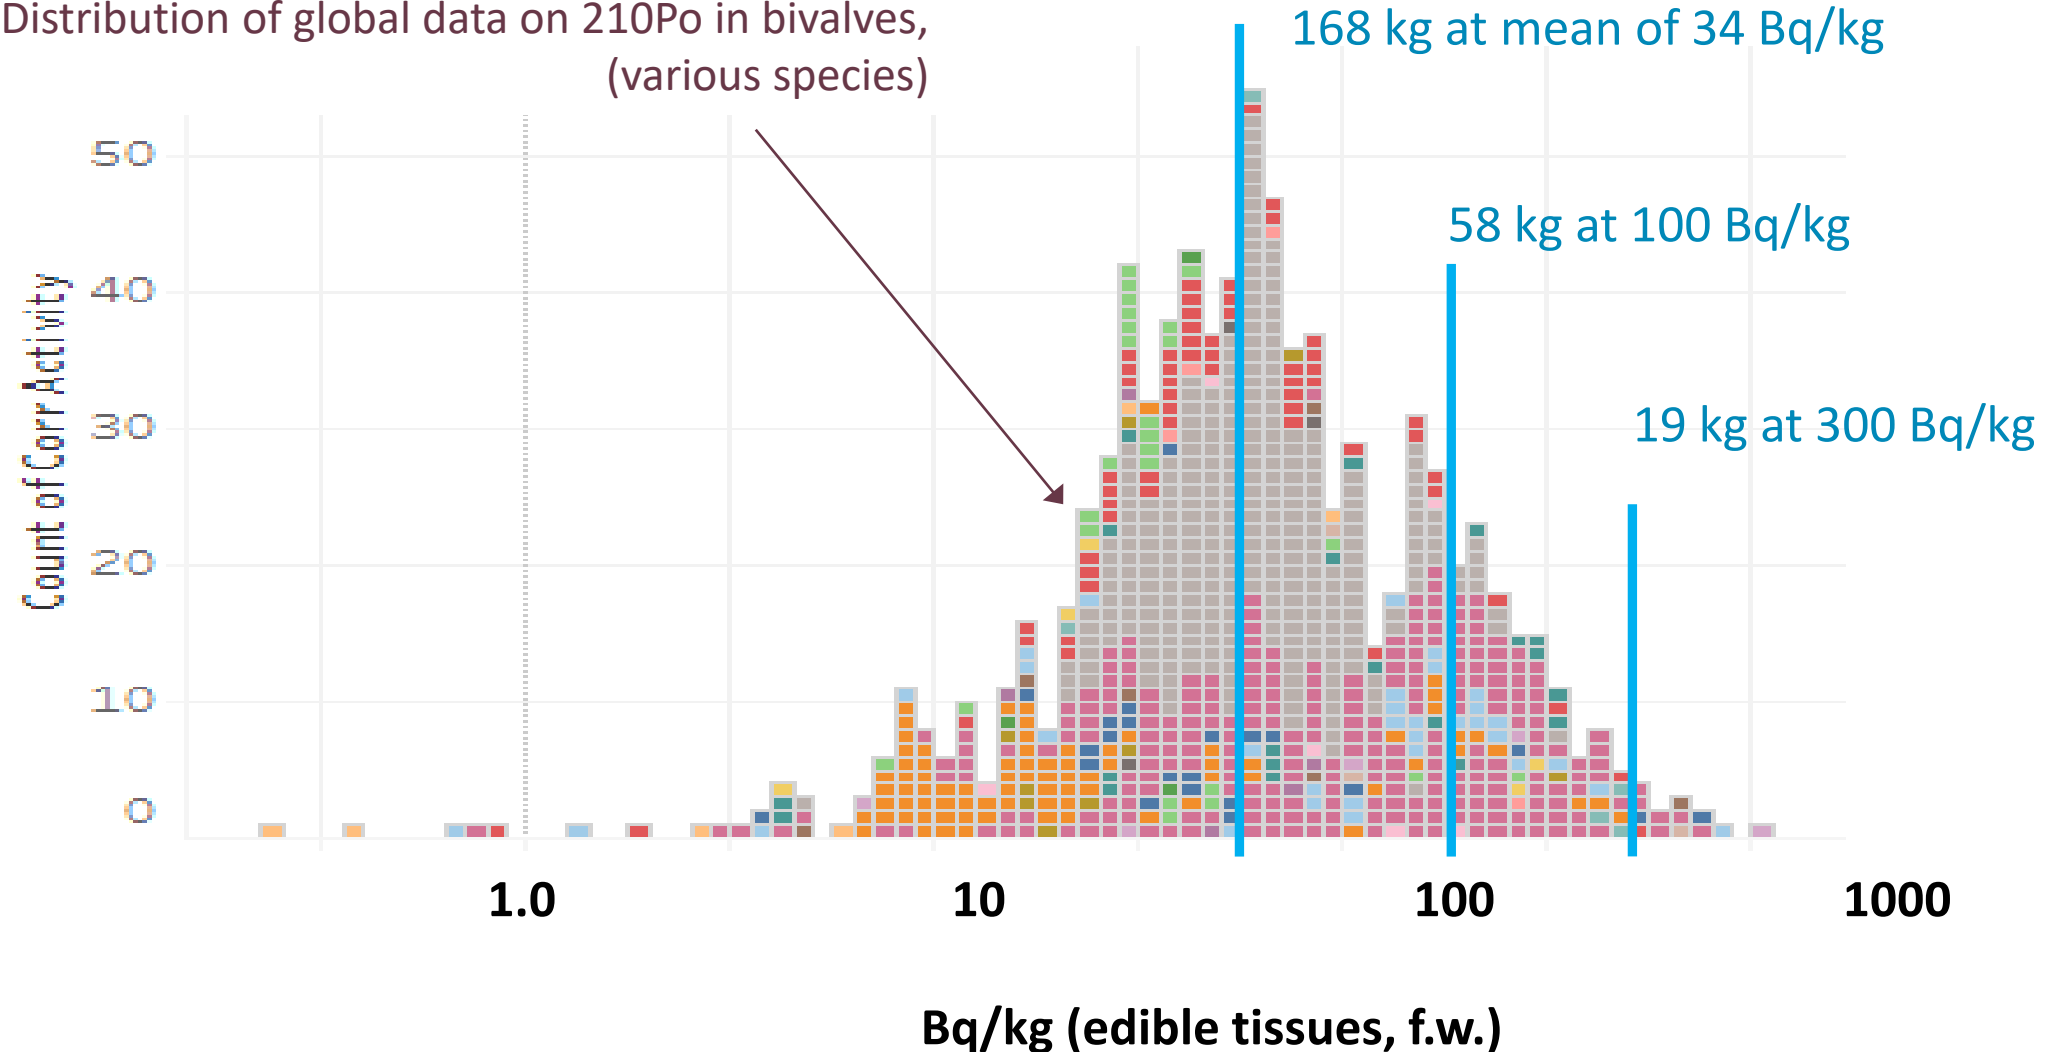 Distribution of global data on 210Po in bivalves,
(various species)
168 kg at mean of 34 Bq/kg
58 kg at 100 Bq/kg
19 kg at 300 Bq/kg
Count of Corr Activity
50
40
30
20
10
0
1.0 10 100 1000
Bq/kg (edible tissues, f.w.)